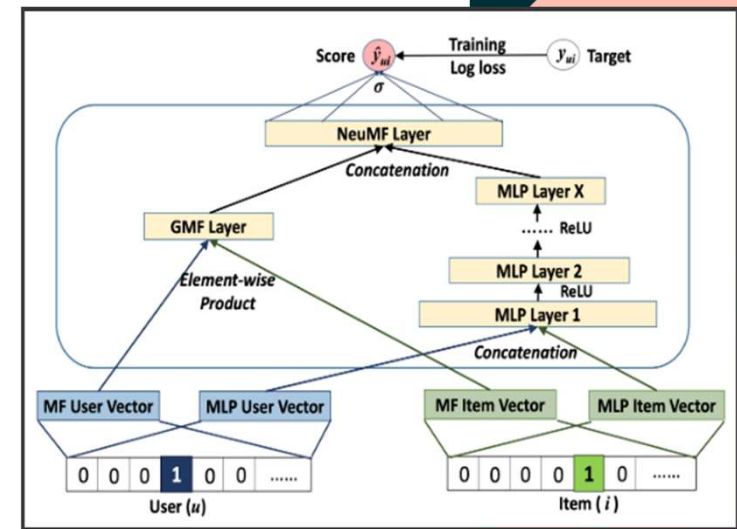 Score ŷui Training yui Target
Log loss
σ
NeuMF Layer
Concatenation
MLP Layer X
GMF Layer
...... ReLU
Element-wise
Product
MLP Layer 2
ReLU
MLP Layer 1
Concatenation
MF User Vector MLP User Vector MF Item Vector MLP Item Vector
0 0 0 1 0 0 ...... 0 0 0 0 1 0 ......
User (u) Item ( i )